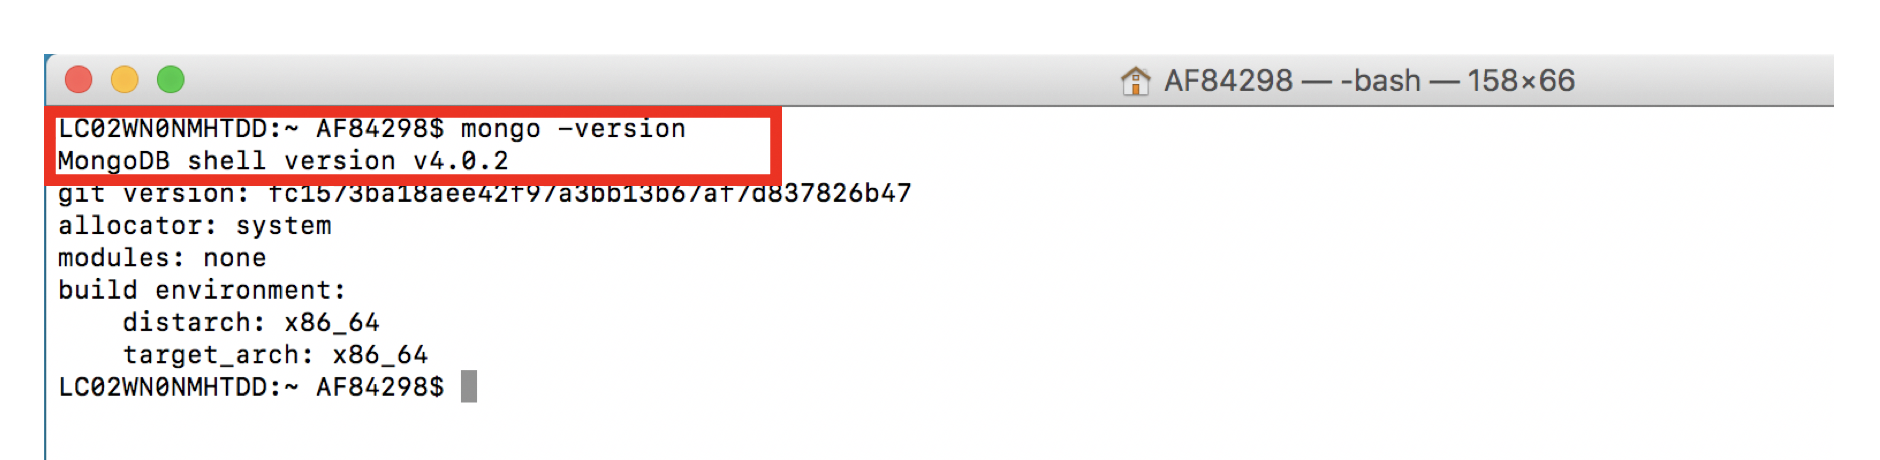 AF84298 — -bash — 158×66
LC02WN0NMHTDD:~ AF84298$ mongo –version
MongoDB shell version v4.0.2
git version: fc1573ba18aee42f97a3bb13b67af7d837826b47
allocator: system
modules: none
build environment:
    distarch: x86_64
    target_arch: x86_64
LC02WN0NMHTDD:~ AF84298$